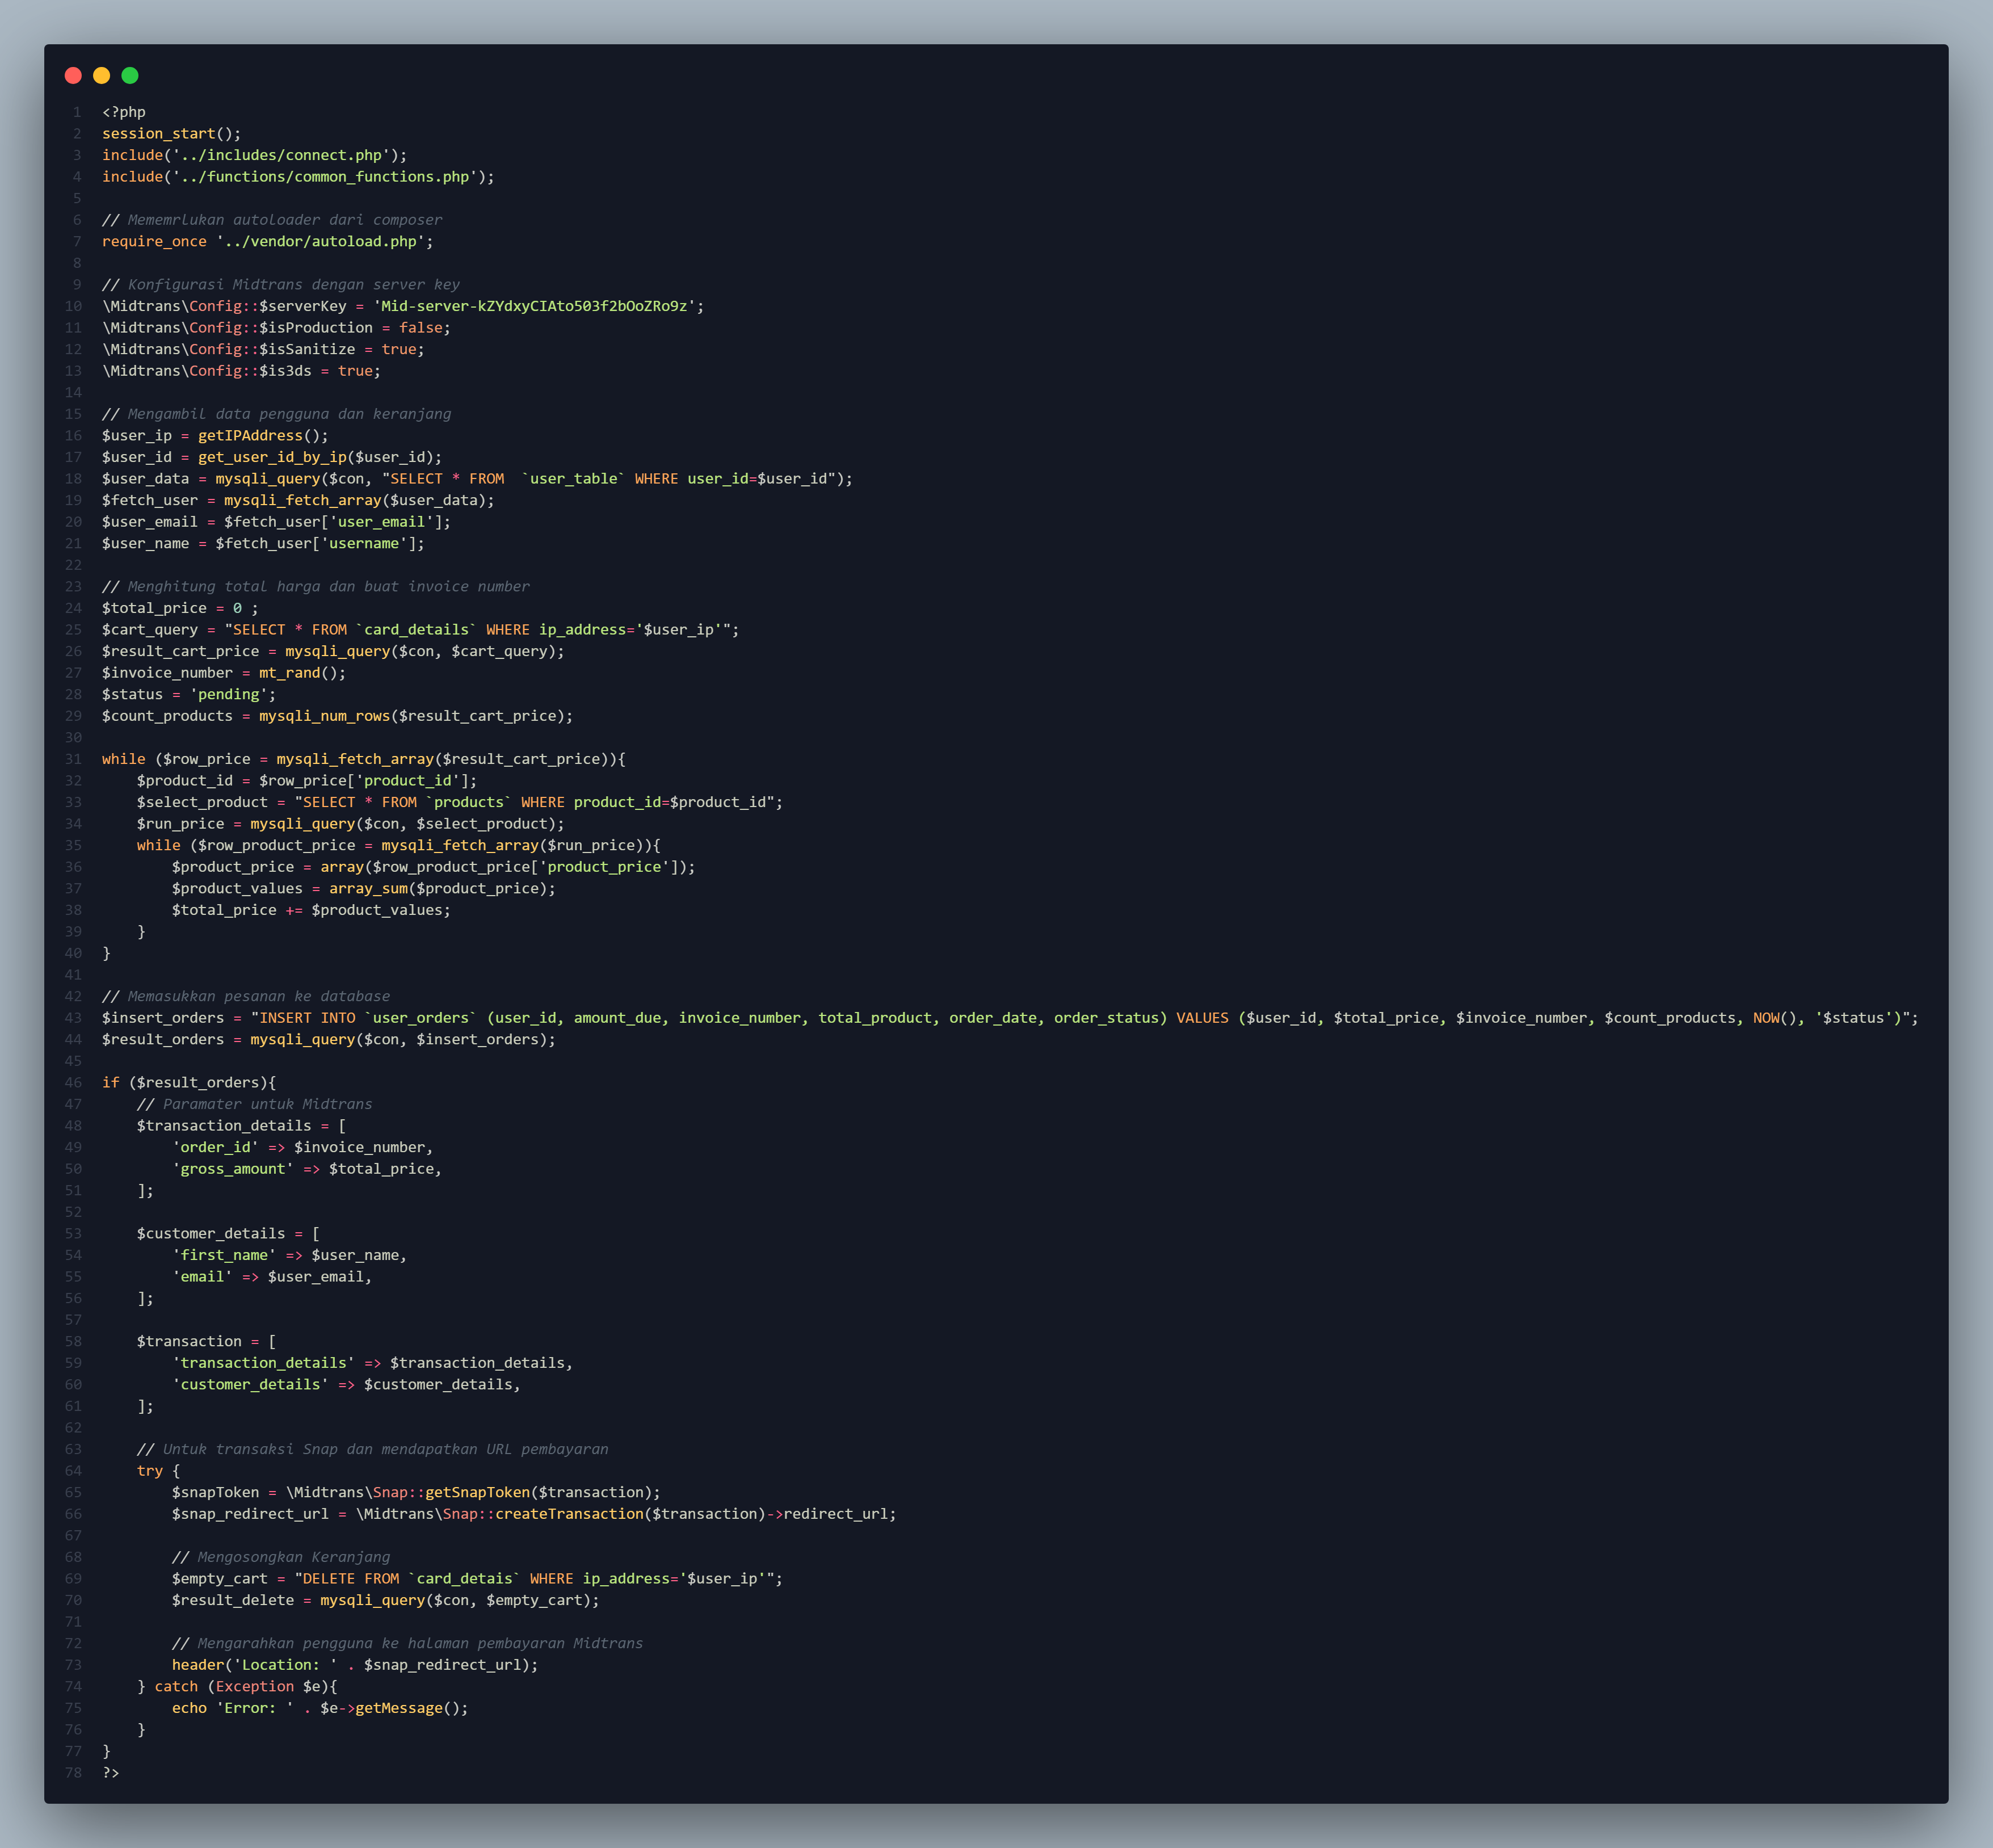 1 <?php
2 session_start();
3 include('../includes/connect.php');
4 include('../functions/common_functions.php');
5
6 // Mememrlukan autoloader dari composer
7 require_once '../vendor/autoload.php';
8
9 // Konfigurasi Midtrans dengan server key
10 \Midtrans\Config::$serverKey = 'Mid-server-kZYdxyCIAto503f2bOoZRo9z';
11 \Midtrans\Config::$isProduction = false;
12 \Midtrans\Config::$isSanitize = true;
13 \Midtrans\Config::$is3ds = true;
14
15 // Mengambil data pengguna dan keranjang
16 $user_ip = getIPAddress();
17 $user_id = get_user_id_by_ip($user_id);
18 $user_data = mysqli_query($con, "SELECT * FROM  `user_table` WHERE user_id=$user_id");
19 $fetch_user = mysqli_fetch_array($user_data);
20 $user_email = $fetch_user['user_email'];
21 $user_name = $fetch_user['username'];
22
23 // Menghitung total harga dan buat invoice number
24 $total_price = 0 ;
25 $cart_query = "SELECT * FROM `card_details` WHERE ip_address='$user_ip'";
26 $result_cart_price = mysqli_query($con, $cart_query);
27 $invoice_number = mt_rand();
28 $status = 'pending';
29 $count_products = mysqli_num_rows($result_cart_price);
30
31 while ($row_price = mysqli_fetch_array($result_cart_price)){
32     $product_id = $row_price['product_id'];
33     $select_product = "SELECT * FROM `products` WHERE product_id=$product_id";
34     $run_price = mysqli_query($con, $select_product);
35     while ($row_product_price = mysqli_fetch_array($run_price)){
36         $product_price = array($row_product_price['product_price']);
37         $product_values = array_sum($product_price);
38         $total_price += $product_values;
39     }
40 }
41
42 // Memasukkan pesanan ke database
43 $insert_orders = "INSERT INTO `user_orders` (user_id, amount_due, invoice_number, total_product, order_date, order_status) VALUES ($user_id, $total_price, $invoice_number, $count_products, NOW(), '$status')";
44 $result_orders = mysqli_query($con, $insert_orders);
45
46 if ($result_orders){
47     // Paramater untuk Midtrans
48     $transaction_details = [
49         'order_id' => $invoice_number,
50         'gross_amount' => $total_price,
51     ];
52
53     $customer_details = [
54         'first_name' => $user_name,
55         'email' => $user_email,
56     ];
57
58     $transaction = [
59         'transaction_details' => $transaction_details,
60         'customer_details' => $customer_details,
61     ];
62
63     // Untuk transaksi Snap dan mendapatkan URL pembayaran
64     try {
65         $snapToken = \Midtrans\Snap::getSnapToken($transaction);
66         $snap_redirect_url = \Midtrans\Snap::createTransaction($transaction)->redirect_url;
67
68         // Mengosongkan Keranjang
69         $empty_cart = "DELETE FROM `card_detais` WHERE ip_address='$user_ip'";
70         $result_delete = mysqli_query($con, $empty_cart);
71
72         // Mengarahkan pengguna ke halaman pembayaran Midtrans
73         header('Location: ' . $snap_redirect_url);
74     } catch (Exception $e){
75         echo 'Error: ' . $e->getMessage();
76     }
77 }
78 ?>